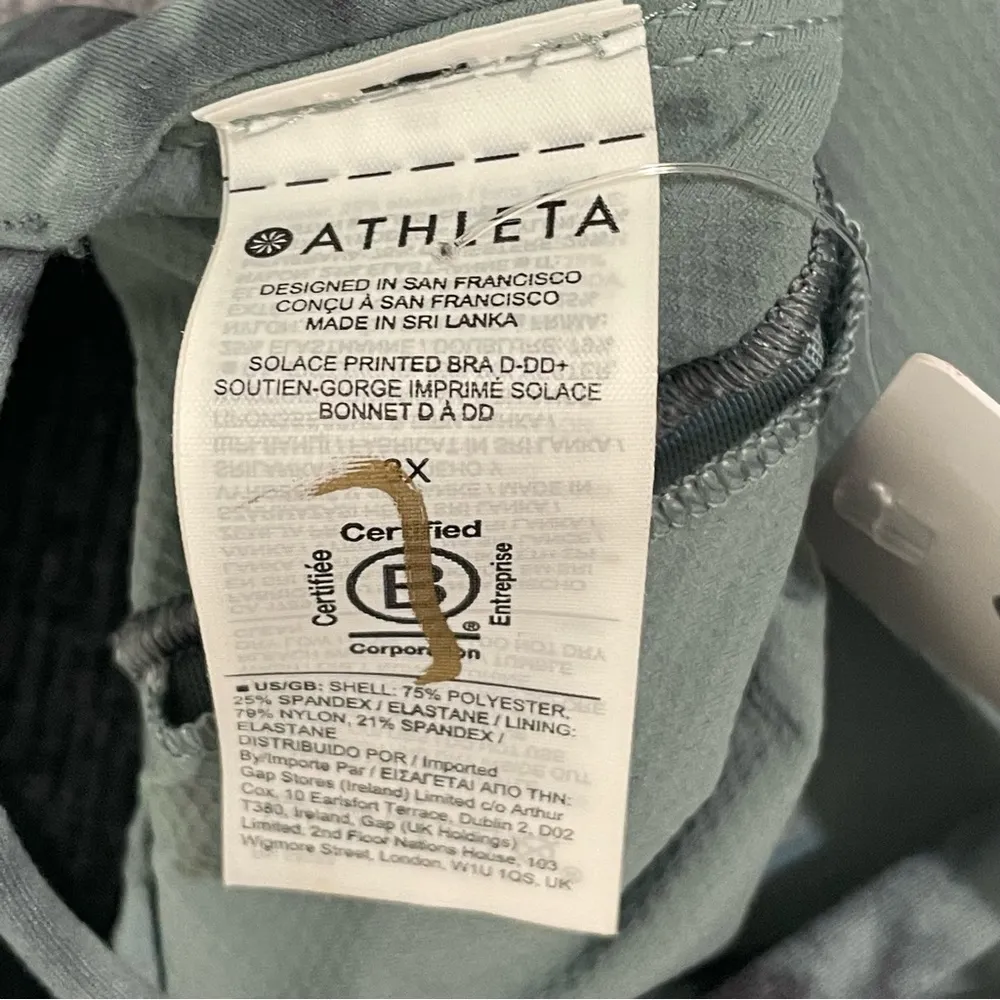 ATHLETA
DESIGNED IN SAN FRANCISCO
CONÇU À SAN FRANCISCO
MADE IN SRI LANKA
SOLACE PRINTED BRA D-DD+
SOUTIEN-GORGE IMPRIMÉ SOLACE
BONNET D À DD
Certified
Certifiée
B
Entreprise
®
Corporation
US/GB: SHELL: 75% POLYESTER,
25% SPANDEX / ELASTANE / LINING:
79% NYLON, 21% SPANDEX /
ELASTANE
DISTRIBUIDO POR / Imported
By/Importe Par / ΕΙΣΑΓΕΤΑΙ ΑΠΟ ΤΗΝ:
Gap Stores (Ireland) Limited c/o Arthur
Cox, 10 Earlsfort Terrace, Dublin 2, D02
T380, Ireland, Gap (UK Holdings)
Limited, 2nd Floor Nations House, 103
Wigmore Street, London, W1U 1QS, UK